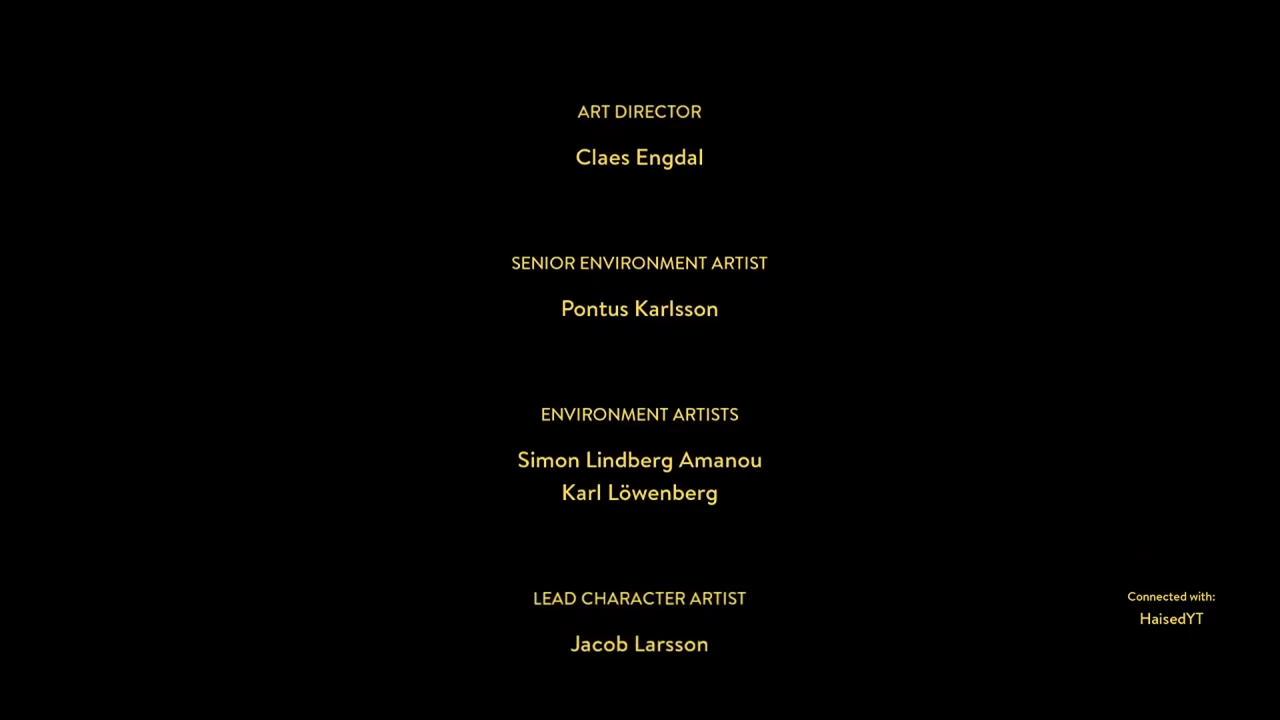 ART DIRECTOR
Claes Engdal
SENIOR ENVIRONMENT ARTIST
Pontus Karlsson
ENVIRONMENT ARTISTS
Simon Lindberg Amanou
Karl Löwenberg
LEAD CHARACTER ARTIST
Jacob Larsson
Connected with:
HaisedYT